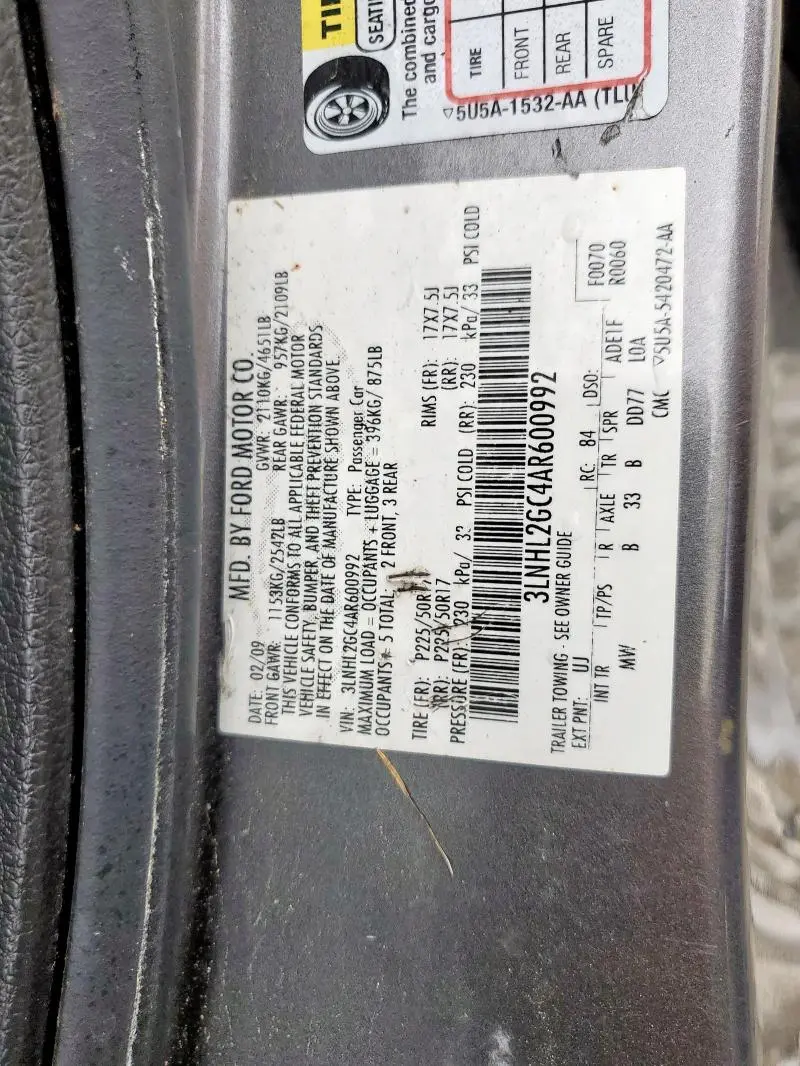 TI
SEATI
The combined
and cargo
TIRE
FRONT
REAR
SPARE
▽5U5A-1532-AA (TLU
MFD. BY FORD MOTOR CO.
DATE: 02/09 GVWR: 2110KG/4651LB
FRONT GAWR: 1153KG/2542LB REAR GAWR: 957KG/2109LB
THIS VEHICLE CONFORMS TO ALL APPLICABLE FEDERAL MOTOR
VEHICLE SAFETY, BUMPER, AND THEFT PREVENTION STANDARDS
IN EFFECT ON THE DATE OF MANUFACTURE SHOWN ABOVE.
VIN: 3LNHL2GC4AR600992 TYPE: Passenger Car
MAXIMUM LOAD = OCCUPANTS + LUGGAGE = 396KG/ 875LB
OCCUPANTS: 5 TOTAL, 2 FRONT, 3 REAR
TIRE (FR): P225/50R17 RIMS (FR): 17X7.5J
(RR): P225/50R17 (RR): 17X7.5J
PRESSURE (FR): 230 kPa/ 33 PSI COLD (RR): 230 kPa/ 33 PSI COLD
3LNHL2GC4AR600992
TRAILER TOWING - SEE OWNER GUIDE
EXT PNT: UJ RC: 84 DSO: F0070
R0060
INT TR TP/PS R AXLE TR SPR ADE1F
MW B 33 B DD77 L0A
CMC ▽5U5A-5420472-AA